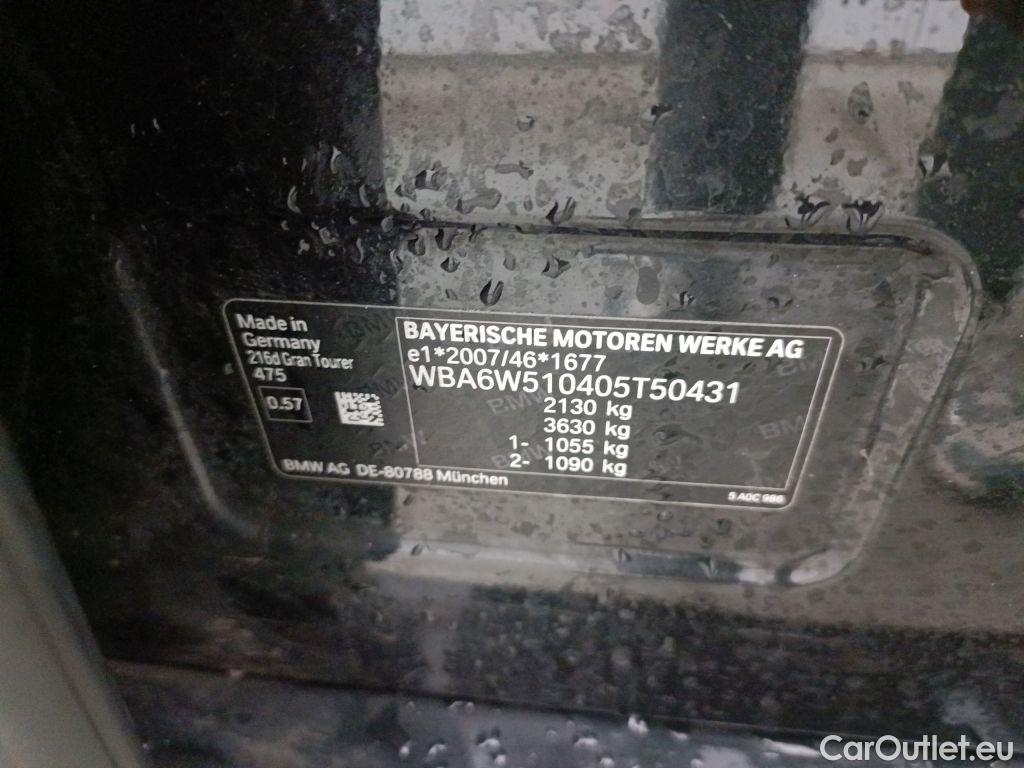 Made in
Germany
216d Gran Tourer
475
0.57
BAYERISCHE MOTOREN WERKE AG
e1*2007/46*1677
WBA6W510405T50431
2130 kg
3630 kg
1- 1055 kg
2- 1090 kg
BMW AG DE-80788 München
5 A0C 986
CarOutlet.eu